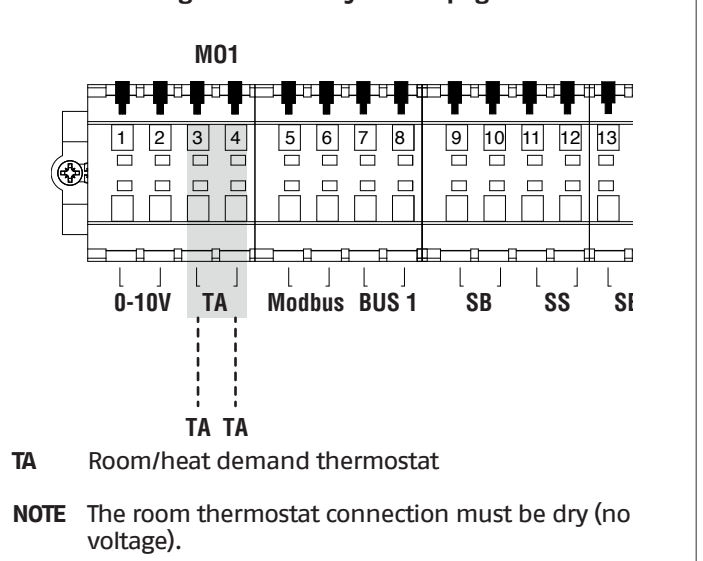 M01
1 2 3 4 5 6 7 8 9 10 11 12 13
0-10V TA Modbus BUS 1 SB SS
TA TA
TA Room/heat demand thermostat
NOTE The room thermostat connection must be dry (no
voltage).